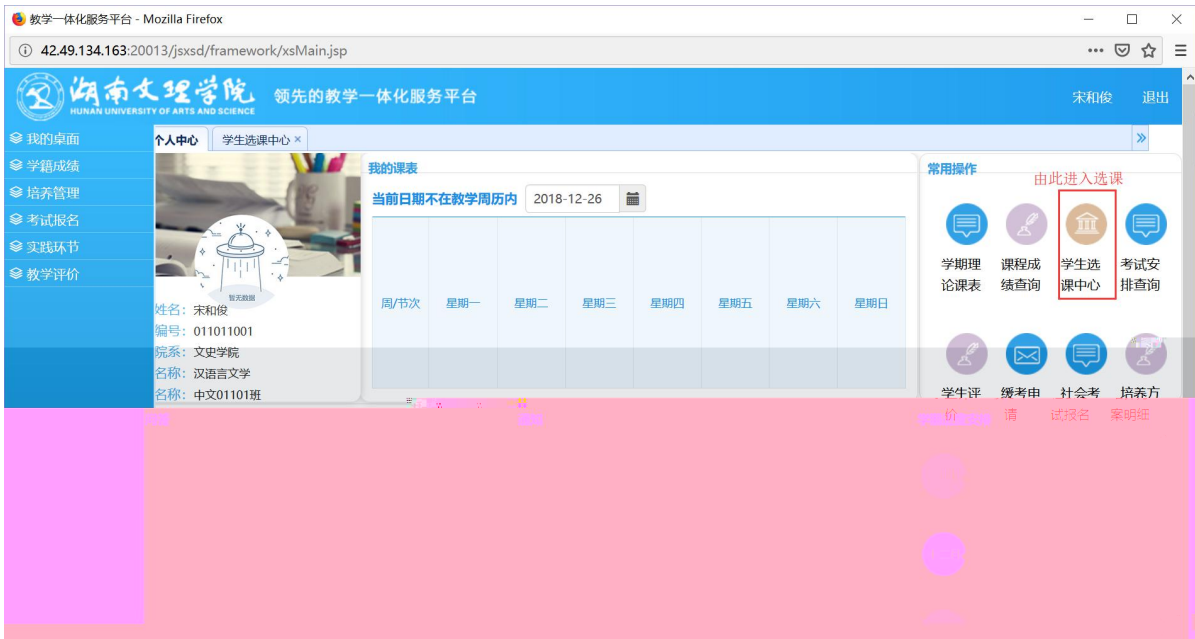 教学一体化服务平台 - Mozilla Firefox
42.49.134.163:20013/jsxsd/framework/xsMain.jsp
湖南文理学院
HUNAN UNIVERSITY OF ARTS AND SCIENCE
领先的教学一体化服务平台
宋和俊 退出
我的桌面
学籍成绩
培养管理
考试报名
实践环节
教学评价
个人中心 学生选课中心 ×
暂无数据
姓名：宋和俊
编号：011011001
院系：文史学院
名称：汉语言文学
名称：中文01101班
我的课表
当前日期不在教学周历内 2018-12-26
周/节次 星期一 星期二 星期三 星期四 星期五 星期六 星期日
常用操作
由此进入选课
学期理论课表
课程成绩查询
学生选课中心
考试安排查询
学生评价
缓考申请
社会考试报名
培养方案明细